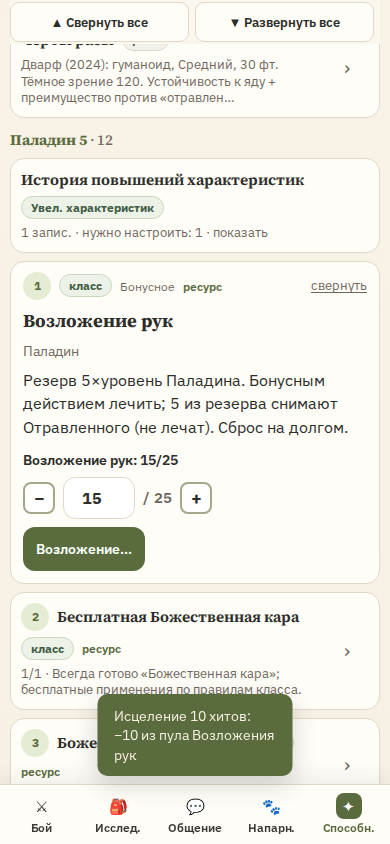 ▲ Свернуть все
▼ Развернуть все
Дварф (2024): гуманоид, Средний, 30 фт.
Тёмное зрение 120. Устойчивость к яду +
преимущество против «отравлен…
›
Паладин 5 · 12
История повышений характеристик
Увел. характеристик
1 запис. · нужно настроить: 1 · показать
1 класс Бонусное ресурс свернуть
Возложение рук
Паладин
Резерв 5×уровень Паладина. Бонусным
действием лечить; 5 из резерва снимают
Отравленного (не лечат). Сброс на долгом.
Возложение рук: 15/25
− 15 / 25 +
Возложение…
2 Бесплатная Божественная кара
класс ресурс ›
1/1 · Всегда готово «Божественная кара»;
бесплатные применения по правилам класса.
3 Боже
ресурс ›
Исцеление 10 хитов:
−10 из пула Возложения
рук
Бой Исслед. Общение Напарн. Способн.